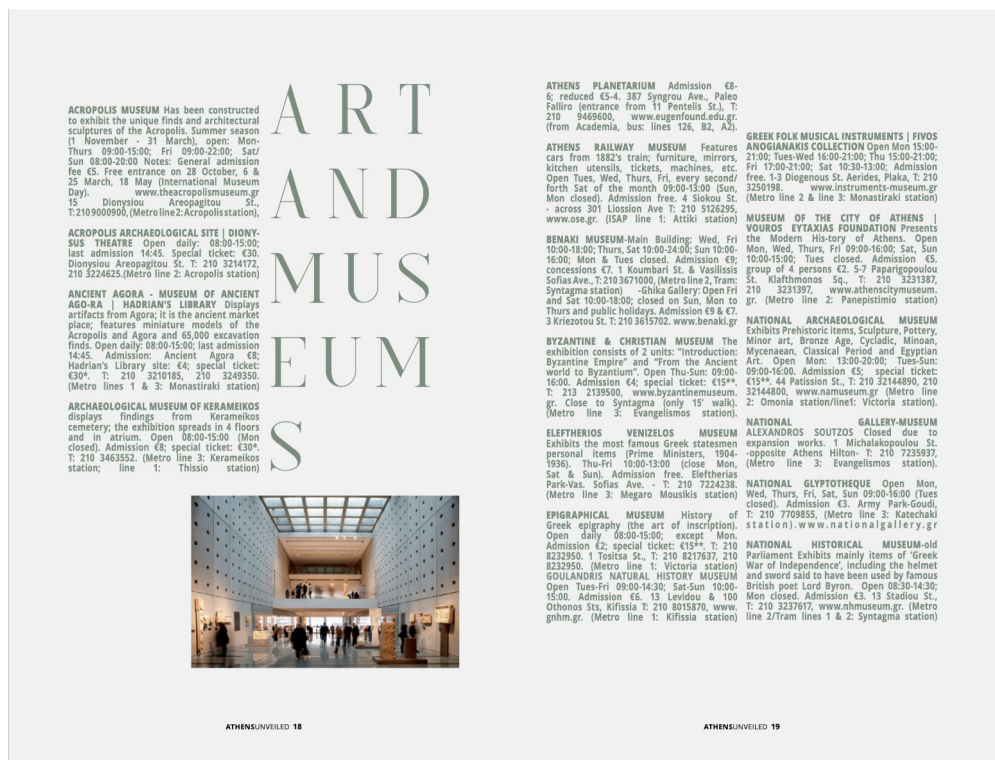 ACROPOLIS MUSEUM Has been constructed
to exhibit the unique finds and architectural
sculptures of the Acropolis. Summer season
(1 November - 31 March), open: Mon-
Thurs 09:00-15:00; Fri 09:00-22:00; Sat/
Sun 08:00-20:00 Notes: General admission
fee €5. Free entrance on 28 October, 6 &
25 March, 18 May (International Museum
Day). www.theacropolismuseum.gr
15 Dionysiou Areopagitou St.,
T: 210 9000900, (Metro line 2: Acropolis station),
ACROPOLIS ARCHAEOLOGICAL SITE | DIONY-
SUS THEATRE Open daily: 08:00-15:00;
last admission 14:45. Special ticket: €30.
Dionysiou Areopagitou St. T: 210 3214172,
210 3224625.(Metro line 2: Acropolis station)
ANCIENT AGORA - MUSEUM OF ANCIENT
AGO-RA | HADRIAN'S LIBRARY Displays
artifacts from Agora; it is the ancient market
place; features miniature models of the
Acropolis and Agora and 65,000 excavation
finds. Open daily: 08:00-15:00; last admission
14:45. Admission: Ancient Agora €8;
Hadrian's Library site: €4; special ticket:
€30*. T: 210 3210185, 210 3249350.
(Metro lines 1 & 3: Monastiraki station)
ARCHAEOLOGICAL MUSEUM OF KERAMEIKOS
displays findings from Kerameikos
cemetery; the exhibition spreads in 4 floors
and in atrium. Open 08:00-15:00 (Mon
closed). Admission €8; special ticket: €30*.
T: 210 3463552. (Metro line 3: Kerameikos
station; line 1: Thissio station)
ART
AND
MUS
EUM
S
ATHENSUNVEILED 18
ATHENS PLANETARIUM Admission €8-
6; reduced €5-4. 387 Syngrou Ave., Paleo
Falliro (entrance from 11 Pentelis St.), T:
210 9469600, www.eugenfound.edu.gr.
(from Academia, bus: lines 126, B2, A2).
ATHENS RAILWAY MUSEUM Features
cars from 1882's train; furniture, mirrors,
kitchen utensils, tickets, machines, etc.
Open Tues, Wed, Thurs, Fri, every second/
forth Sat of the month 09:00-13:00 (Sun,
Mon closed). Admission free. 4 Siokou St.
- across 301 Liossion Ave T: 210 5126295,
www.ose.gr. (ISAP line 1: Attiki station)
BENAKI MUSEUM-Main Building: Wed, Fri
10:00-18:00; Thurs, Sat 10:00-24:00; Sun 10:00-
16:00; Mon & Tues closed. Admission €9;
concessions €7. 1 Koumbari St. & Vasilissis
Sofias Ave., T: 210 3671000, (Metro line 2, Tram:
Syntagma station) -Ghika Gallery: Open Fri
and Sat 10:00-18:00; closed on Sun, Mon to
Thurs and public holidays. Admission €9 & €7.
3 Kriezotou St. T: 210 3615702. www.benaki.gr
BYZANTINE & CHRISTIAN MUSEUM The
exhibition consists of 2 units: "Introduction:
Byzantine Empire" and "From the Ancient
world to Byzantium". Open Thu-Sun: 09:00-
16:00. Admission €4; special ticket: €15**.
T: 213 2139500, www.byzantinemuseum.
gr. Close to Syntagma (only 15' walk).
(Metro line 3: Evangelismos station).
ELEFTHERIOS VENIZELOS MUSEUM
Exhibits the most famous Greek statesmen
personal items (Prime Ministers, 1904-
1936). Thu-Fri 10:00-13:00 (close Mon,
Sat & Sun). Admission free. Eleftherias
Park-Vas. Sofias Ave. - T: 210 7224238.
(Metro line 3: Megaro Mousikis station)
EPIGRAPHICAL MUSEUM History of
Greek epigraphy (the art of inscription).
Open daily 08:00-15:00; except Mon.
Admission €2; special ticket: €15**. T: 210
8232950. 1 Tositsa St., T: 210 8217637, 210
8232950. (Metro line 1: Victoria station)
GOULANDRIS NATURAL HISTORY MUSEUM
Open Tues-Fri 09:00-14:30; Sat-Sun 10:00-
15:00. Admission €6. 13 Levidou & 100
Othonos Sts, Kifissia T: 210 8015870, www.
gnhm.gr. (Metro line 1: Kifissia station)
GREEK FOLK MUSICAL INSTRUMENTS | FIVOS
ANOGIANAKIS COLLECTION Open Mon 15:00-
21:00; Tues-Wed 16:00-21:00; Thu 15:00-21:00;
Fri 17:00-21:00; Sat 10:30-13:00; Admission
free. 1-3 Diogenous St. Aerides, Plaka, T: 210
3250198. www.instruments-museum.gr
(Metro line 2 & line 3: Monastiraki station)
MUSEUM OF THE CITY OF ATHENS |
VOUROS EYTAXIAS FOUNDATION Presents
the Modern His-tory of Athens. Open
Mon, Wed, Thurs, Fri 09:00-16:00; Sat, Sun
10:00-15:00; Tues closed. Admission €5.
group of 4 persons €2. 5-7 Paparigopoulou
St. Klafthmonos Sq., T: 210 3231387,
210 3231397, www.athenscitymuseum.
gr. (Metro line 2: Panepistimio station)
NATIONAL ARCHAEOLOGICAL MUSEUM
Exhibits Prehistoric items, Sculpture, Pottery,
Minor art, Bronze Age, Cycladic, Minoan,
Mycenaean, Classical Period and Egyptian
Art. Open Mon: 13:00-20:00; Tues-Sun:
09:00-16:00. Admission €5; special ticket:
€15**. 44 Patission St., T: 210 32144890, 210
32144800, www.namuseum.gr (Metro line
2: Omonia station/line1: Victoria station).
NATIONAL GALLERY-MUSEUM
ALEXANDROS SOUTZOS Closed due to
expansion works. 1 Michalakopoulou St.
-opposite Athens Hilton- T: 210 7235937,
(Metro line 3: Evangelismos station).
NATIONAL GLYPTOTHEQUE Open Mon,
Wed, Thurs, Fri, Sat, Sun 09:00-16:00 (Tues
closed). Admission €3. Army Park-Goudi,
T: 210 7709855, (Metro line 3: Katechaki
station).www.nationalgallery.gr
NATIONAL HISTORICAL MUSEUM-old
Parliament Exhibits mainly items of 'Greek
War of Independence', including the helmet
and sword said to have been used by famous
British poet Lord Byron. Open 08:30-14:30;
Mon closed. Admission €3. 13 Stadiou St.,
T: 210 3237617, www.nhmuseum.gr. (Metro
line 2/Tram lines 1 & 2: Syntagma station)
ATHENSUNVEILED 19